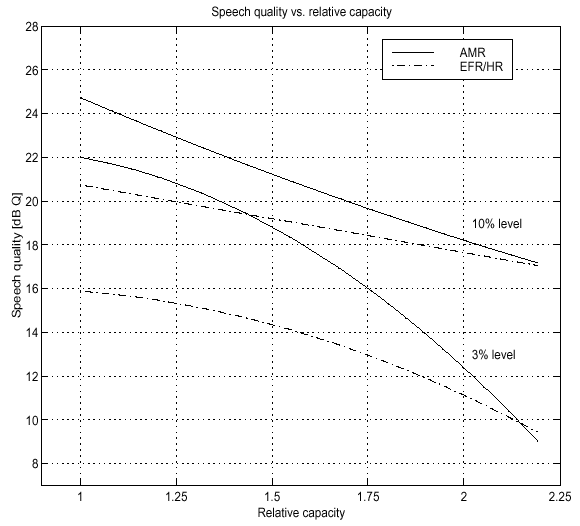 Speech quality vs. relative capacity
28
26
24
22
20
18
16
14
12
10
8
Speech quality [dB Q]
AMR
EFR/HR
10% level
3% level
1
1.25
1.5
1.75
2
2.25
Relative capacity